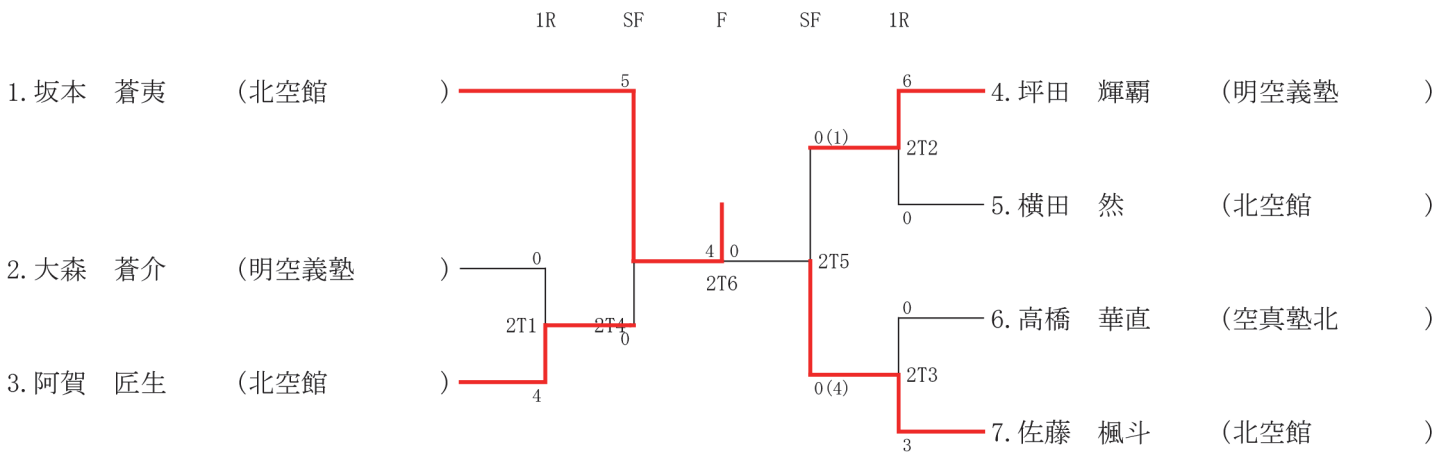 1R SF F SF 1R
5 6
1.坂本 蒼夷 (北空館 ) 4.坪田 輝覇 (明空義塾 )
0(1)
2T2
5.横田 然 (北空館 )
0
4 0
0
2.大森 蒼介 (明空義塾 ) 2T5
2T6
0
6.高橋 華直 (空真塾北 )
2T1 2T4
0
2T3
3.阿賀 匠生 (北空館 ) 0(4)
4
7.佐藤 楓斗 (北空館 )
3